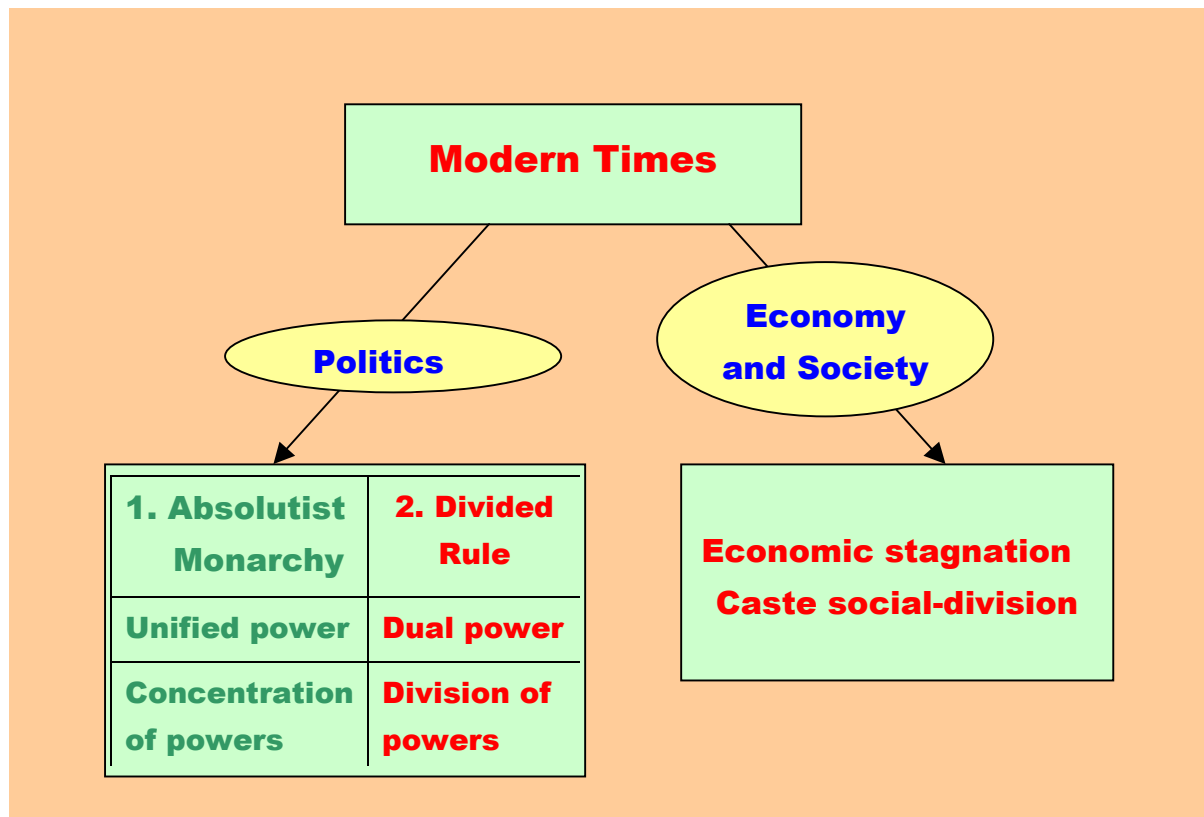 Modern Times
Politics
Economy
and Society
1. Absolutist
Monarchy
2. Divided
Rule
Unified power
Dual power
Concentration
of powers
Division of
powers
Economic stagnation
Caste social-division